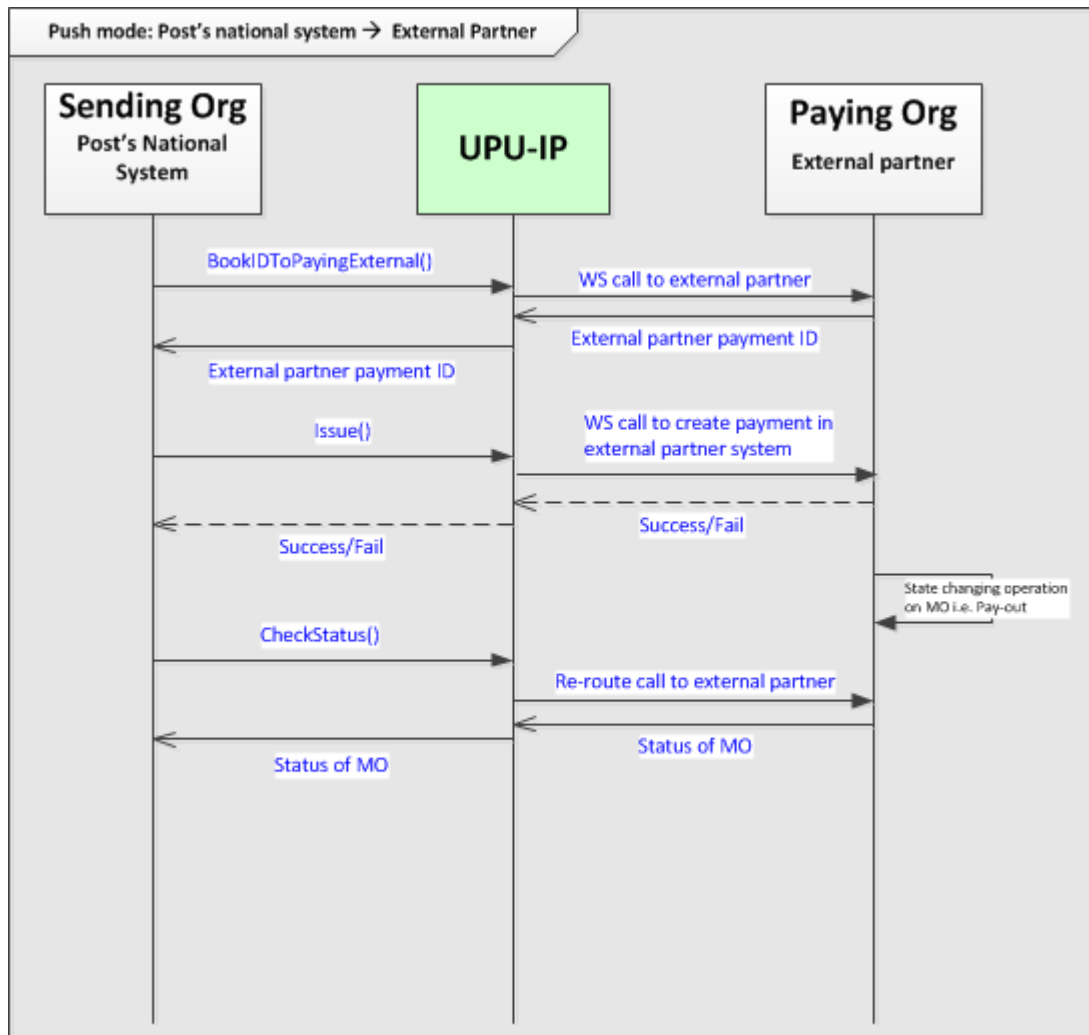 Push mode: Post's national system → External Partner
Sending Org
Post's National
System
UPU-IP
Paying Org
External partner
BookIDToPayingExternal()
WS call to external partner
External partner payment ID
External partner payment ID
Issue()
WS call to create payment in
external partner system
Success/Fail
Success/Fail
State changing operation
on MO i.e. Pay-out
CheckStatus()
Re-route call to external partner
Status of MO
Status of MO